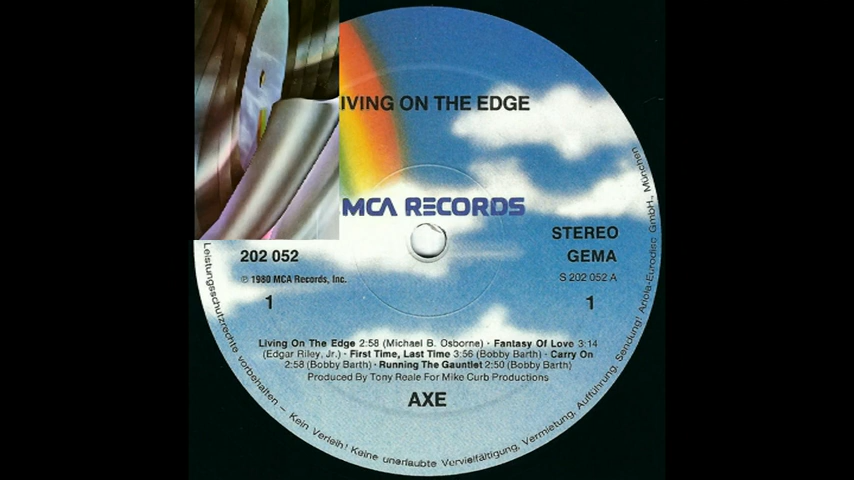 IVING ON THE EDGE
MCA RECORDS
STEREO
202 052
GEMA
℗ 1980 MCA Records, Inc.
S 202 052 A
1
1
Living On The Edge 2:58 (Michael B. Osborne) · Fantasy Of Love 3:14
(Edgar Riley, Jr.) · First Time, Last Time 3:56 (Bobby Barth) · Carry On
2:58 (Bobby Barth) · Running The Gauntlet 2:50 (Bobby Barth)
Produced By Tony Reale For Mike Curb Productions
AXE
Leistungsschutzrechte vorbehalten – Kein Verleih! Keine unerlaubte Vervielfältigung, Vermietung, Aufführung, Sendung! Ariola-Eurodisc GmbH., München